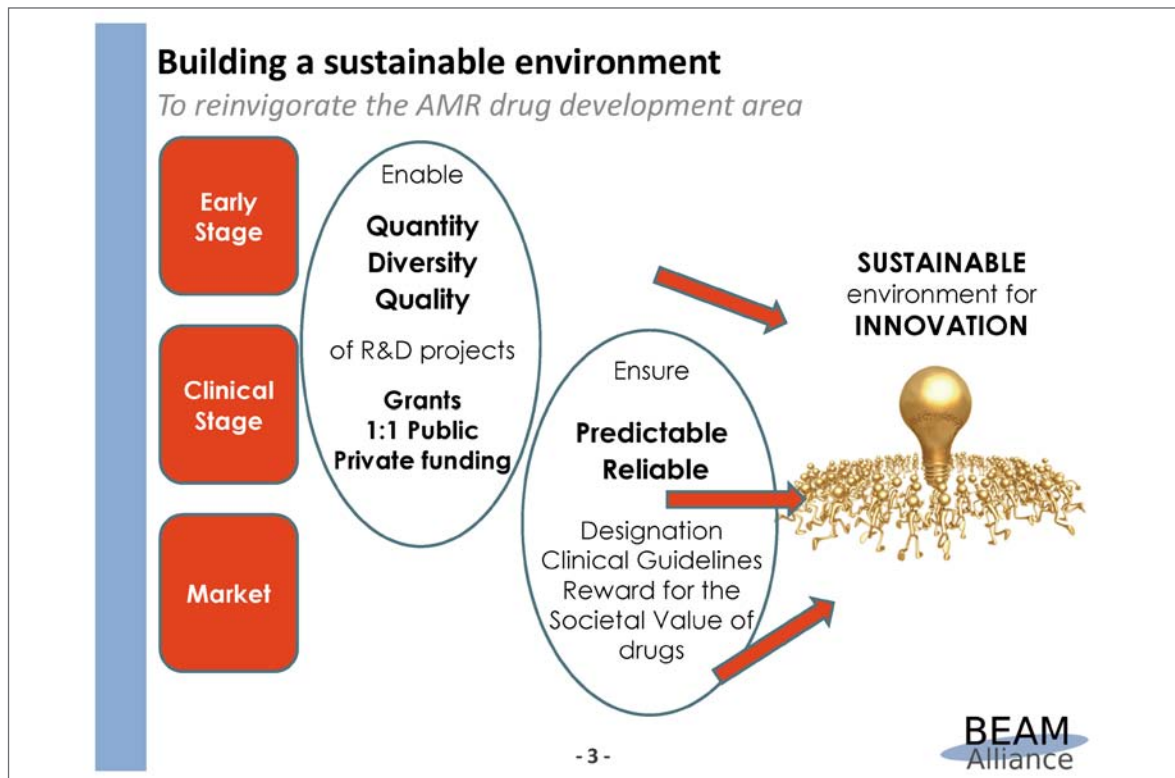 Building a sustainable environment
To reinvigorate the AMR drug development area
Early
Stage
Clinical
Stage
Market
Enable
Quantity
Diversity
Quality
of R&D projects
Grants
1:1 Public
Private funding
Ensure
Predictable
Reliable
Designation
Clinical Guidelines
Reward for the
Societal Value of
drugs
SUSTAINABLE
environment for
INNOVATION
- 3 -
BEAM
Alliance